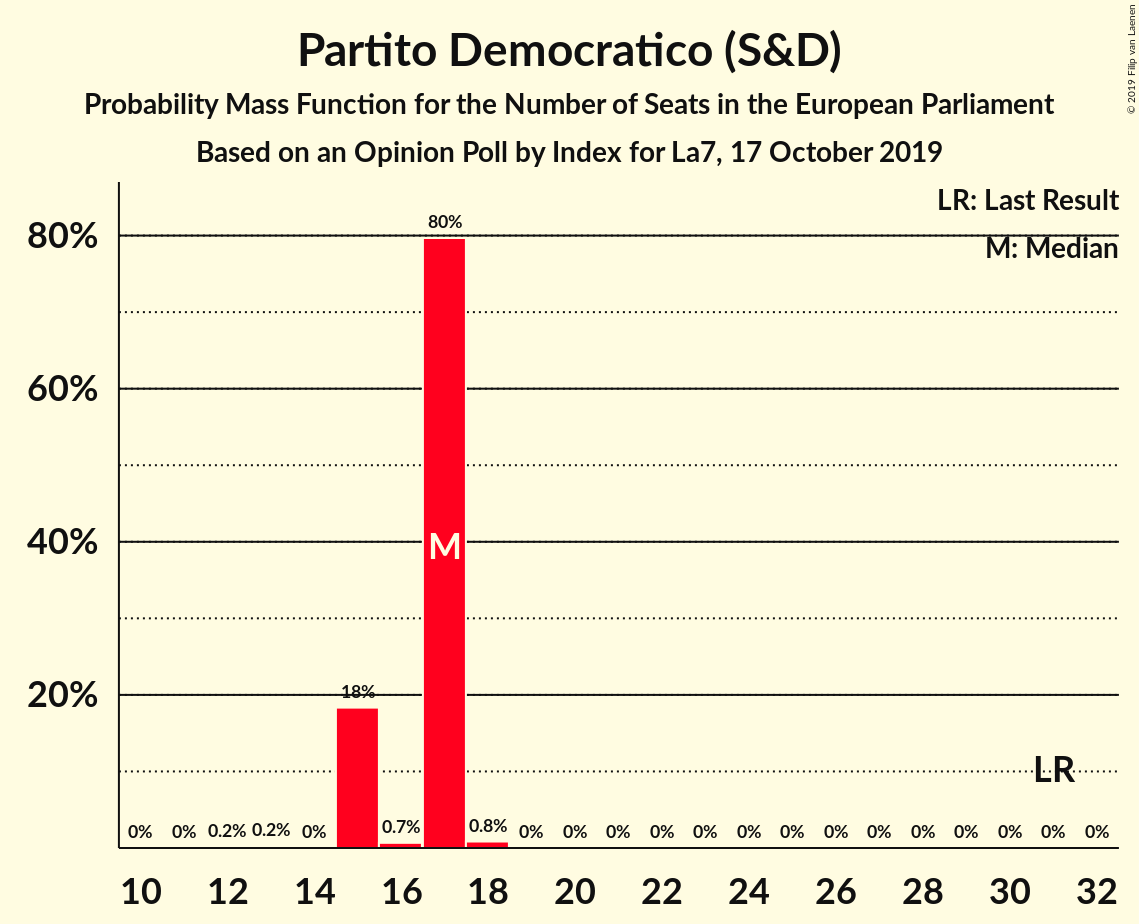 Partito Democratico (S&D)
Probability Mass Function for the Number of Seats in the European Parliament
Based on an Opinion Poll by Index for La7, 17 October 2019
© 2019 Filip van Laenen
LR: Last Result
M: Median
80%
60%
40%
20%
0% 0% 0.2% 0.2% 0% 18% 0.7% 80% 0.8% 0% 0% 0% 0% 0% 0% 0% 0% 0% 0% 0% 0% 0% 0%
M
LR
10 12 14 16 18 20 22 24 26 28 30 32